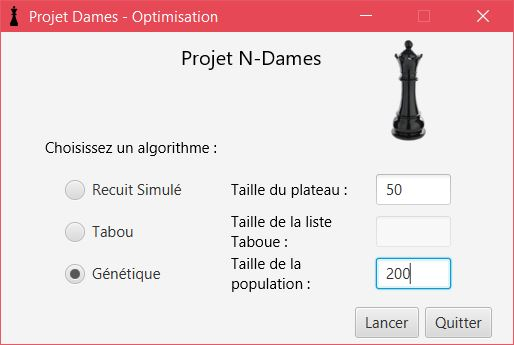 Projet Dames - Optimisation
Projet N-Dames
Choisissez un algorithme :
Recuit Simulé
Taille du plateau :
50
Tabou
Taille de la liste
Taboue :
Génétique
Taille de la
population :
200
Lancer
Quitter